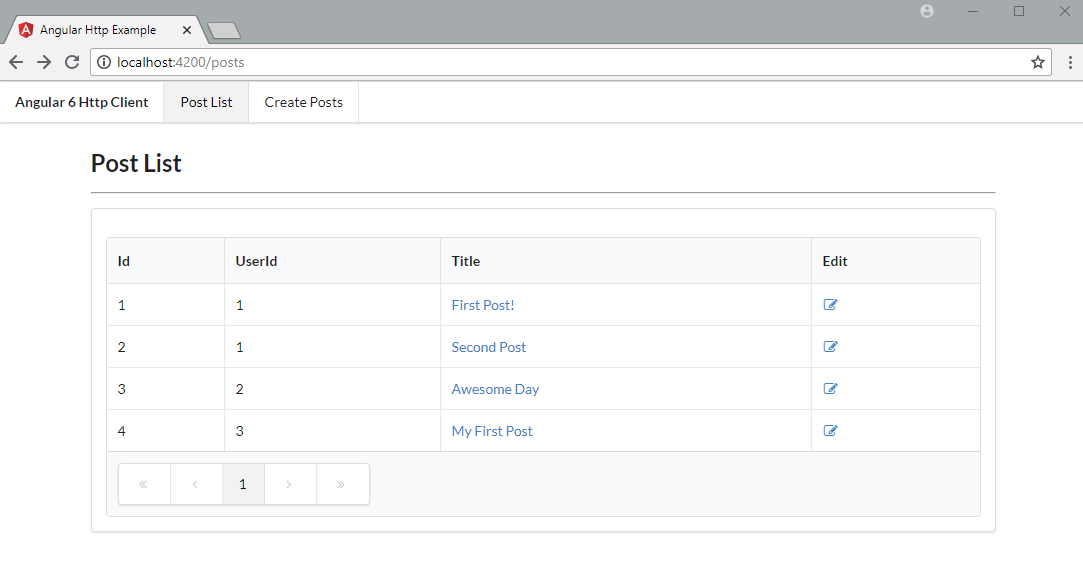 Angular Http Example
localhost:4200/posts
Angular 6 Http Client Post List Create Posts
Post List
Id UserId Title Edit
1 1 First Post!
2 1 Second Post
3 2 Awesome Day
4 3 My First Post
« ‹ 1 › »